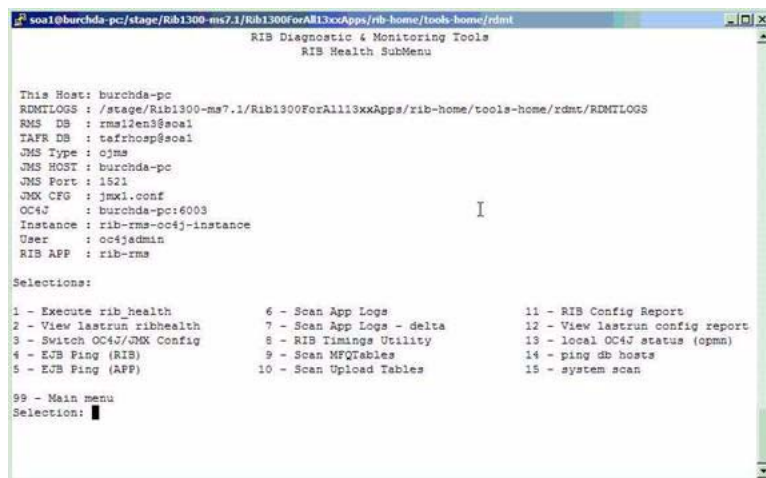 soa1@burchda-pc:/stage/Rib1300-ms7.1/Rib1300ForAll13xxApps/rib-home/tools-home/rdmt
RIB Diagnostic & Monitoring Tools
RIB Health SubMenu
This Host: burchda-pc
RDMTLOGS : /stage/Rib1300-ms7.1/Rib1300ForAll13xxApps/rib-home/tools-home/rdmt/RDMTLOGS
RMS DB : rms12en3@soa1
TAFR DB : tafrhosp@soa1
JMS Type : ojms
JMS HOST : burchda-pc
JMS Port : 1521
JMX CFG : jmx1.conf
OC4J : burchda-pc:6003
Instance : rib-rms-oc4j-instance
User : oc4jadmin
RIB APP : rib-rms
Selections:
1 - Execute rib_health 6 - Scan App Logs 11 - RIB Config Report
2 - View lastrun ribhealth 7 - Scan App Logs - delta 12 - View lastrun config report
3 - Switch OC4J/JMX Config 8 - RIB Timings Utility 13 - local OC4J status (opmn)
4 - EJB Ping (RIB) 9 - Scan MFQTables 14 - ping db hosts
5 - EJB Ping (APP) 10 - Scan Upload Tables 15 - system scan
99 - Main menu
Selection: